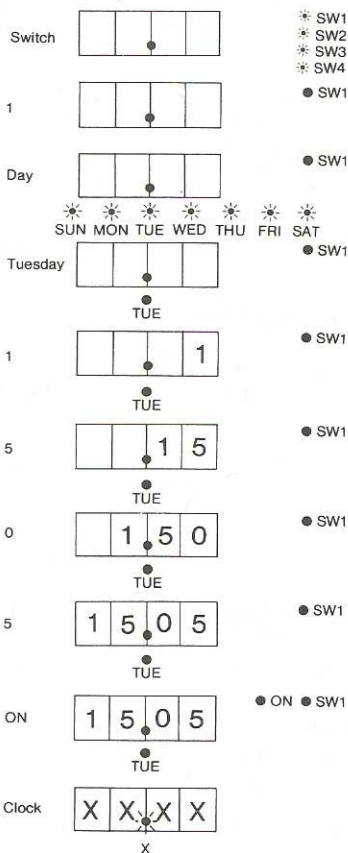 Switch
SW1
SW2
SW3
SW4
1
SW1
Day
SW1
SUN MON TUE WED THU FRI SAT
Tuesday
SW1
TUE
1
1
SW1
TUE
5
1 5
SW1
TUE
0
1 5 0
SW1
TUE
5
1 5 0 5
SW1
TUE
ON
1 5 0 5
ON SW1
TUE
Clock
X X X X
X